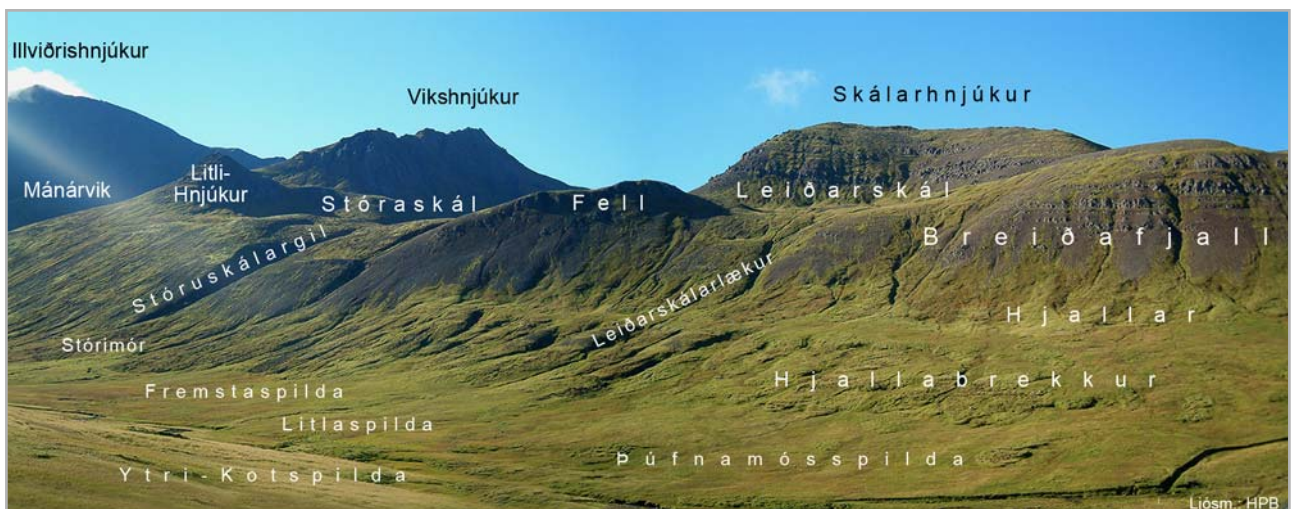 Illviðrishnjúkur
Vikshnjúkur
Skálarhnjúkur
Mánárvik
Litli-
Hnjúkur
Stóraskál
Fell
Leiðarskál
Breiðafjall
Stóruskálargil
Leiðarskálarlækur
Hjallar
Stórimór
Fremstaspilda
Hjallabrekkur
Litlaspilda
Ytri-Kotspilda
Þúfnamósspilda
Ljósm.: HPB